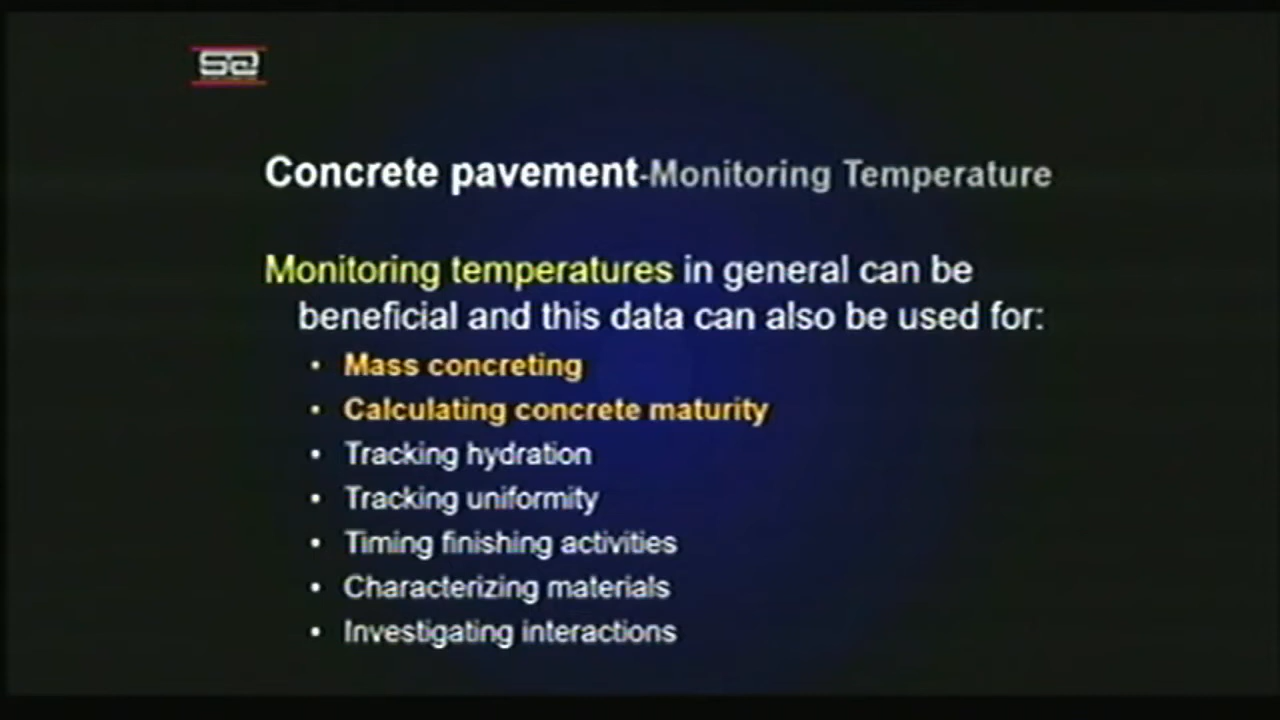 Concrete pavement-Monitoring Temperature
Monitoring temperatures in general can be
beneficial and this data can also be used for:
• Mass concreting
• Calculating concrete maturity
• Tracking hydration
• Tracking uniformity
• Timing finishing activities
• Characterizing materials
• Investigating interactions